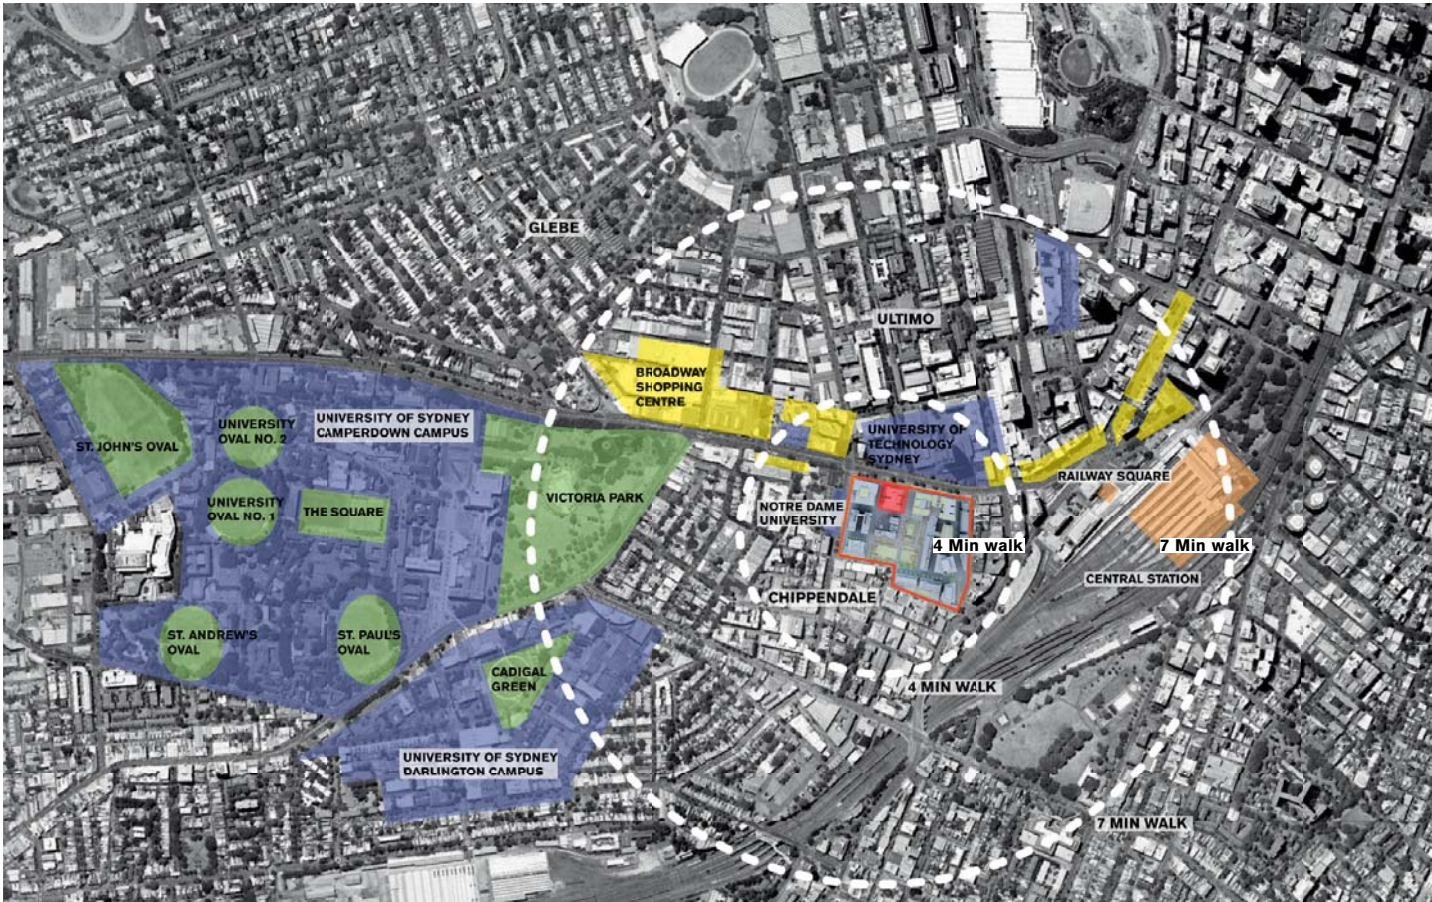 GLEBE
ULTIMO
BROADWAY
SHOPPING
CENTRE
UNIVERSITY OF SYDNEY
CAMPERDOWN CAMPUS
UNIVERSITY
OVAL NO. 2
ST. JOHN'S OVAL
UNIVERSITY OF
TECHNOLOGY
SYDNEY
RAILWAY SQUARE
UNIVERSITY
OVAL NO. 1
THE SQUARE
VICTORIA PARK
NOTRE DAME
UNIVERSITY
4 Min walk
7 Min walk
CENTRAL STATION
CHIPPENDALE
ST. ANDREW'S
OVAL
ST. PAUL'S
OVAL
CADIGAL
GREEN
4 MIN WALK
UNIVERSITY OF SYDNEY
DARLINGTON CAMPUS
7 MIN WALK